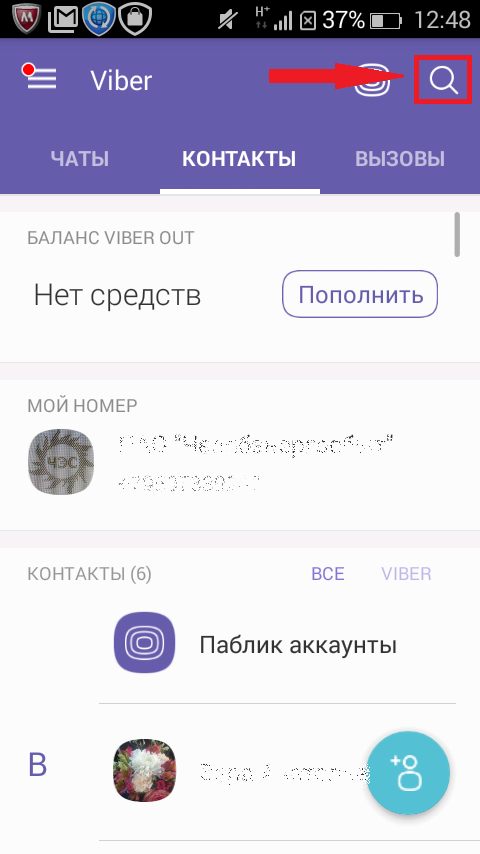 H+ 37% 12:48
Viber
ЧАТЫ КОНТАКТЫ ВЫЗОВЫ
БАЛАНС VIBER OUT
Нет средств Пополнить
МОЙ НОМЕР
ЧЭС
КОНТАКТЫ (6) ВСЕ VIBER
Паблик аккаунты
В